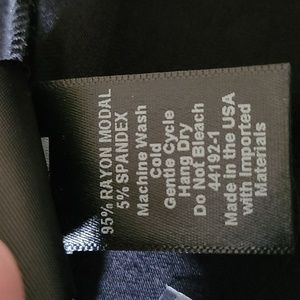 95% RAYON MODAL
5% SPANDEX
Machine Wash
Cold
Gentle Cycle
Hang Dry
Do Not Bleach
44192-1
Made in the USA
with Imported
Materials